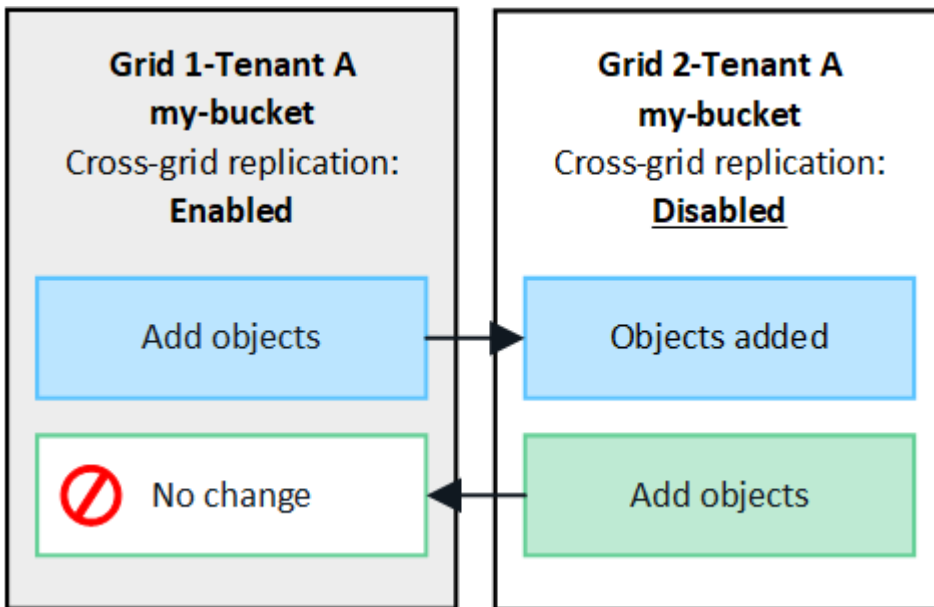 Grid 1-Tenant A
my-bucket
Cross-grid replication:
Enabled
Add objects
No change
Grid 2-Tenant A
my-bucket
Cross-grid replication:
Disabled
Objects added
Add objects